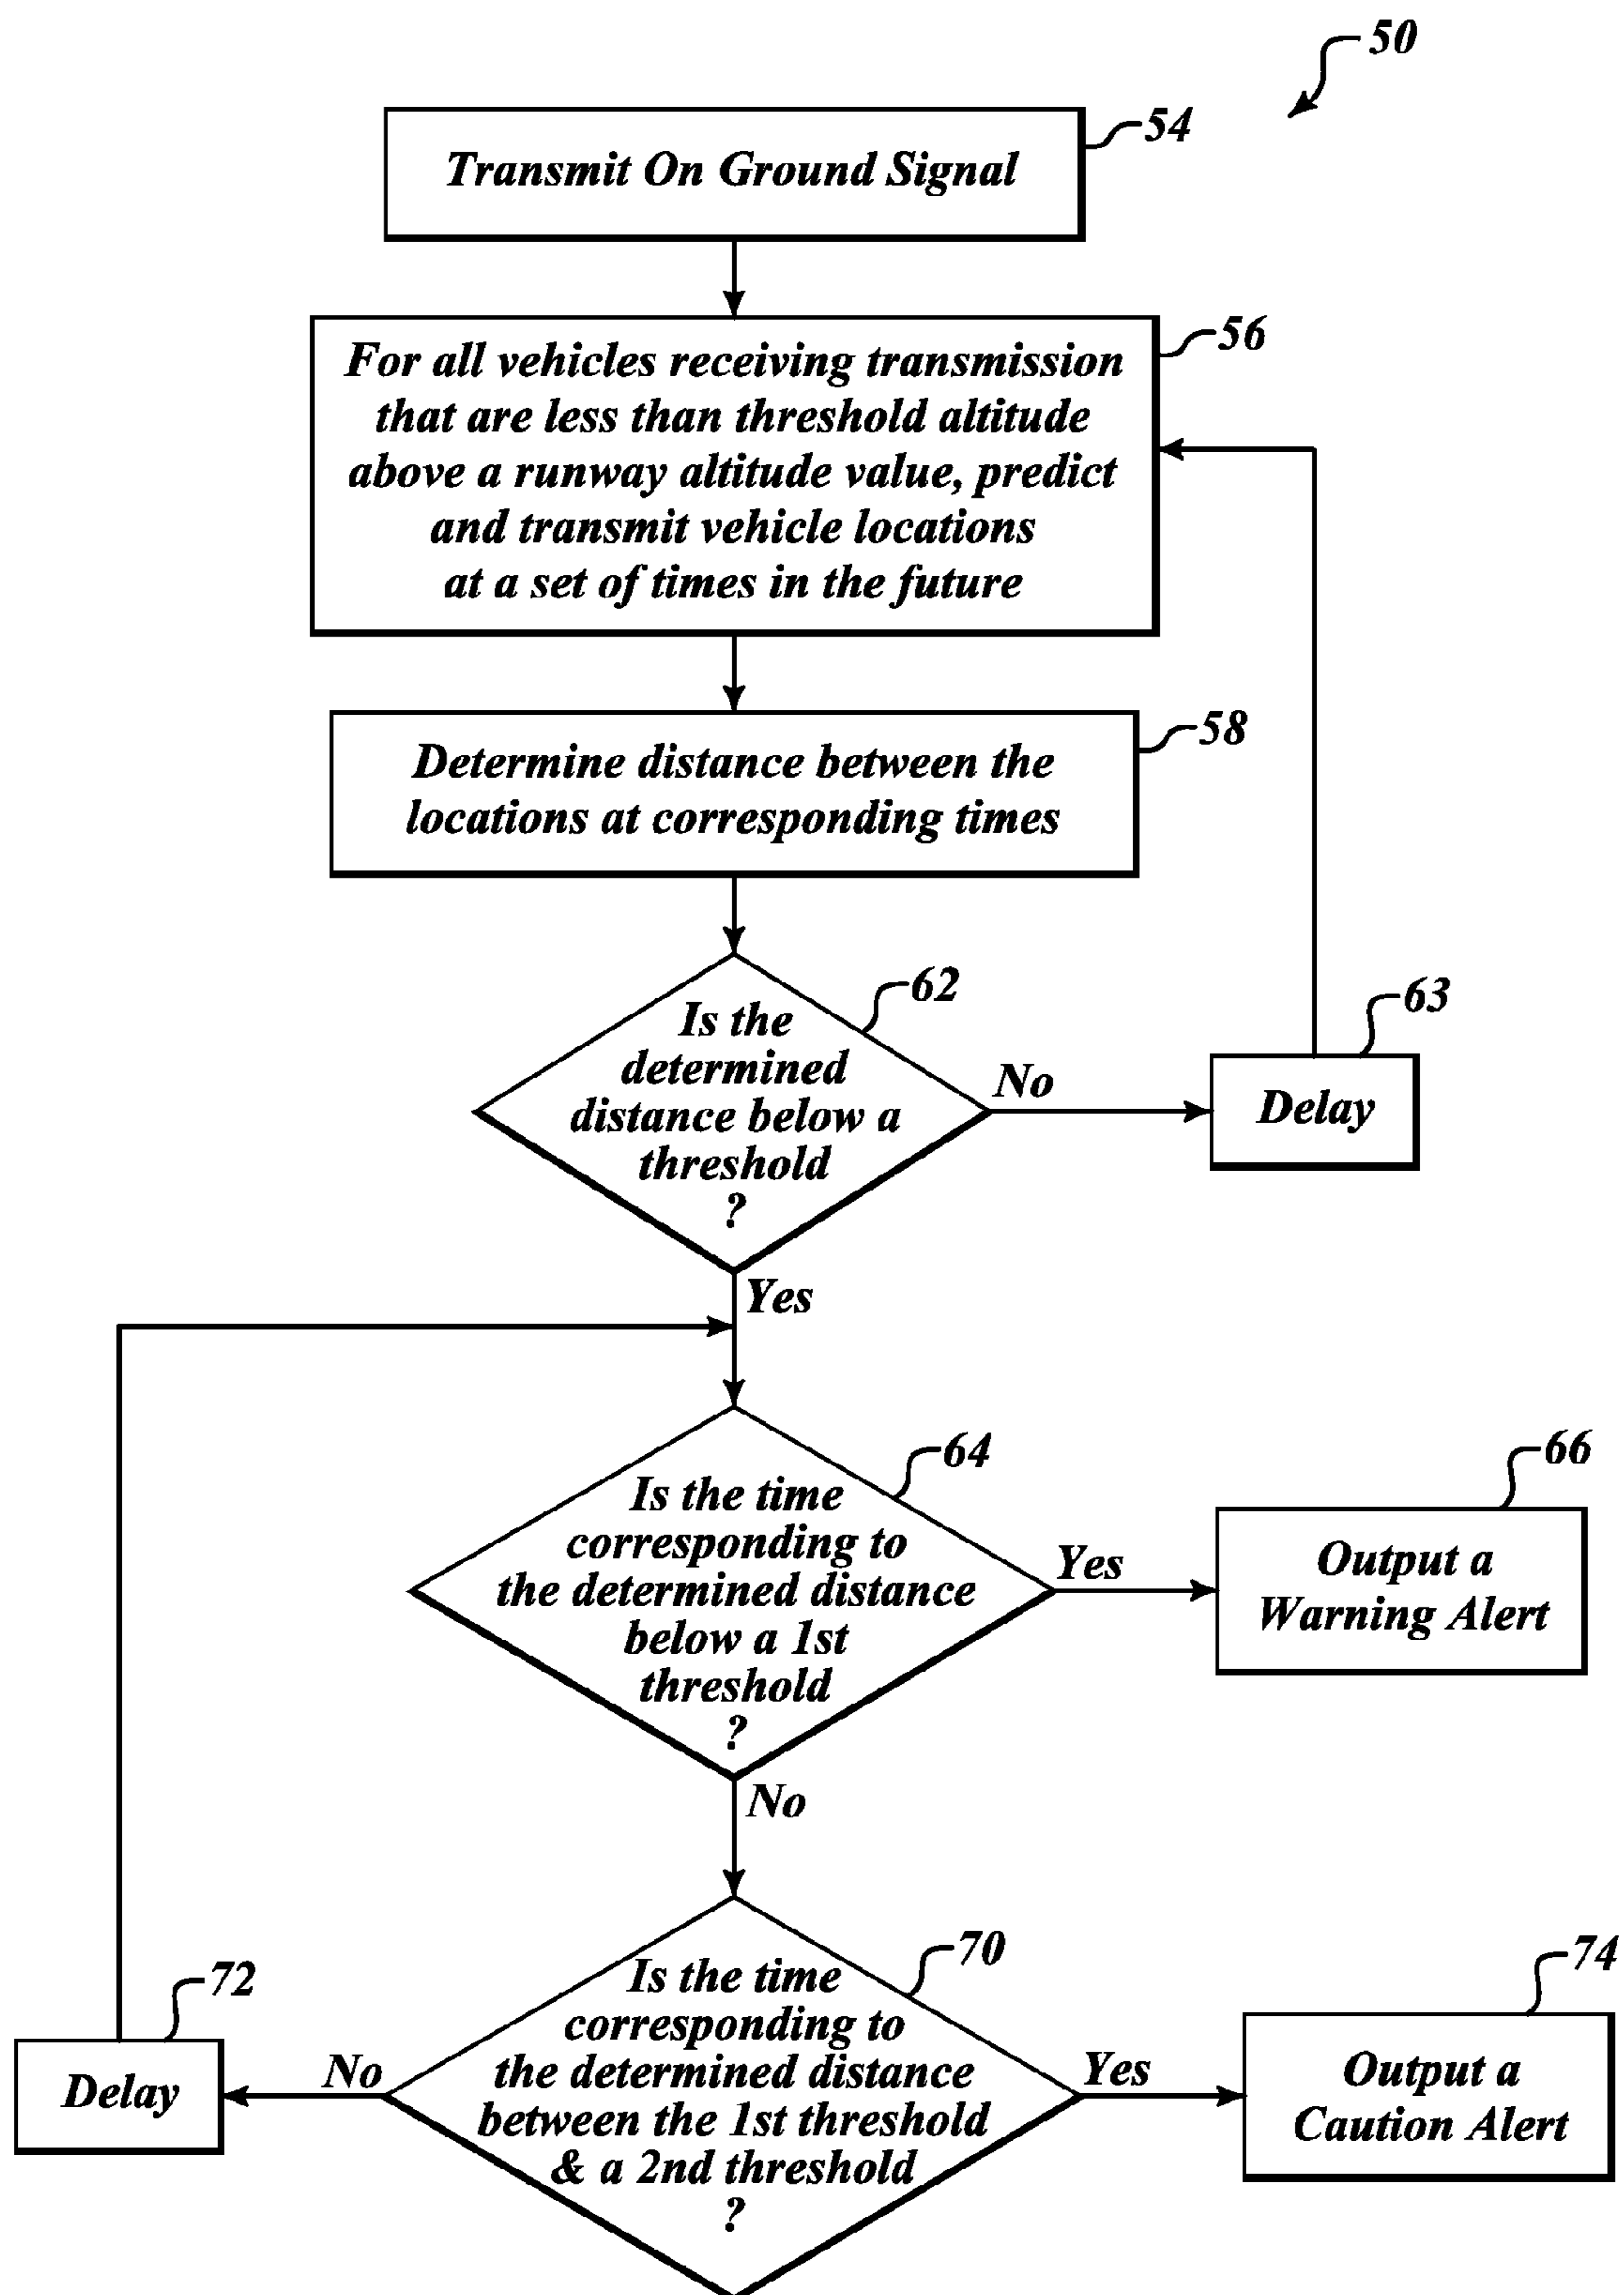 50
54
Transmit On Ground Signal
56
For all vehicles receiving transmission
that are less than threshold altitude
above a runway altitude value, predict
and transmit vehicle locations
at a set of times in the future
58
Determine distance between the
locations at corresponding times
62
Is the
determined
distance below a
threshold
?
No
63
Delay
Yes
64
Is the time
corresponding to
the determined distance
below a 1st
threshold
?
Yes
66
Output a
Warning Alert
No
70
Is the time
corresponding to
the determined distance
between the 1st threshold
& a 2nd threshold
?
No
72
Delay
Yes
74
Output a
Caution Alert